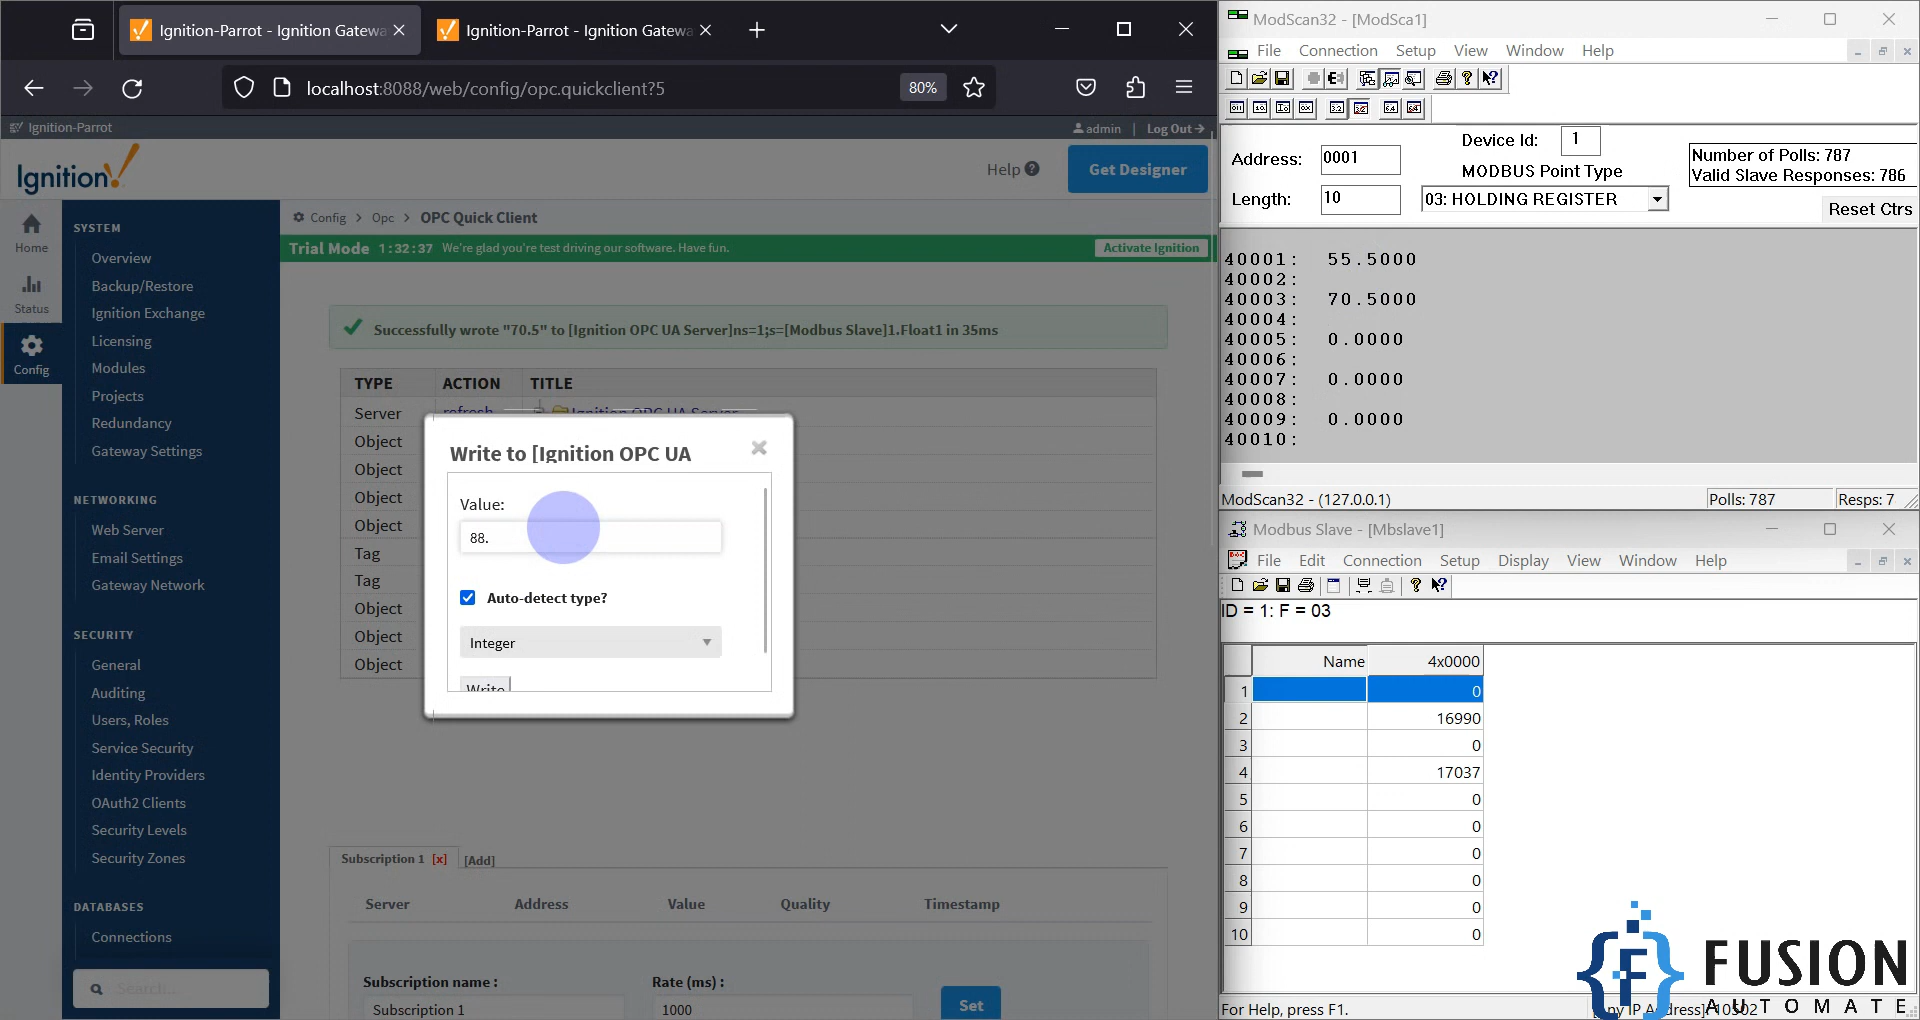 Ignition-Parrot - Ignition Gatewa
Ignition-Parrot - Ignition Gatewa
localhost:8088/web/config/opc.quickclient?5
80%
Ignition-Parrot
admin | Log Out
Ignition!
Help
Get Designer
Home
Status
Config
SYSTEM
Overview
Backup/Restore
Ignition Exchange
Licensing
Modules
Projects
Redundancy
Gateway Settings
NETWORKING
Web Server
Email Settings
Gateway Network
SECURITY
General
Auditing
Users, Roles
Service Security
Identity Providers
OAuth2 Clients
Security Levels
Security Zones
DATABASES
Connections
Search...
Config > Opc > OPC Quick Client
Trial Mode 1:32:37 We're glad you're test driving our software. Have fun.
Activate Ignition
Successfully wrote "70.5" to [Ignition OPC UA Server]ns=1;s=[Modbus Slave]1.Float1 in 35ms
TYPE ACTION TITLE
Server refresh Ignition OPC UA Server
Object
Object
Object
Object
Tag
Tag
Object
Object
Object
Write to [Ignition OPC UA
Value:
88.
Auto-detect type?
Integer
Write
Subscription 1 [x] [Add]
Server Address Value Quality Timestamp
Subscription name :
Subscription 1
Rate (ms) :
1000
Set
ModScan32 - [ModSca1]
File Connection Setup View Window Help
Address: 0001
Length: 10
Device Id: 1
MODBUS Point Type
03: HOLDING REGISTER
Number of Polls: 787
Valid Slave Responses: 786
Reset Ctrs
40001: 55.5000
40002:
40003: 70.5000
40004:
40005: 0.0000
40006:
40007: 0.0000
40008:
40009: 0.0000
40010:
ModScan32 - (127.0.0.1)
Polls: 787
Resps: 7
Modbus Slave - [Mbslave1]
File Edit Connection Setup Display View Window Help
ID = 1: F = 03
Name 4x0000
1 0
2 16990
3 0
4 17037
5 0
6 0
7 0
8 0
9 0
10 0
For Help, press F1.
FUSION
AUTOMATE